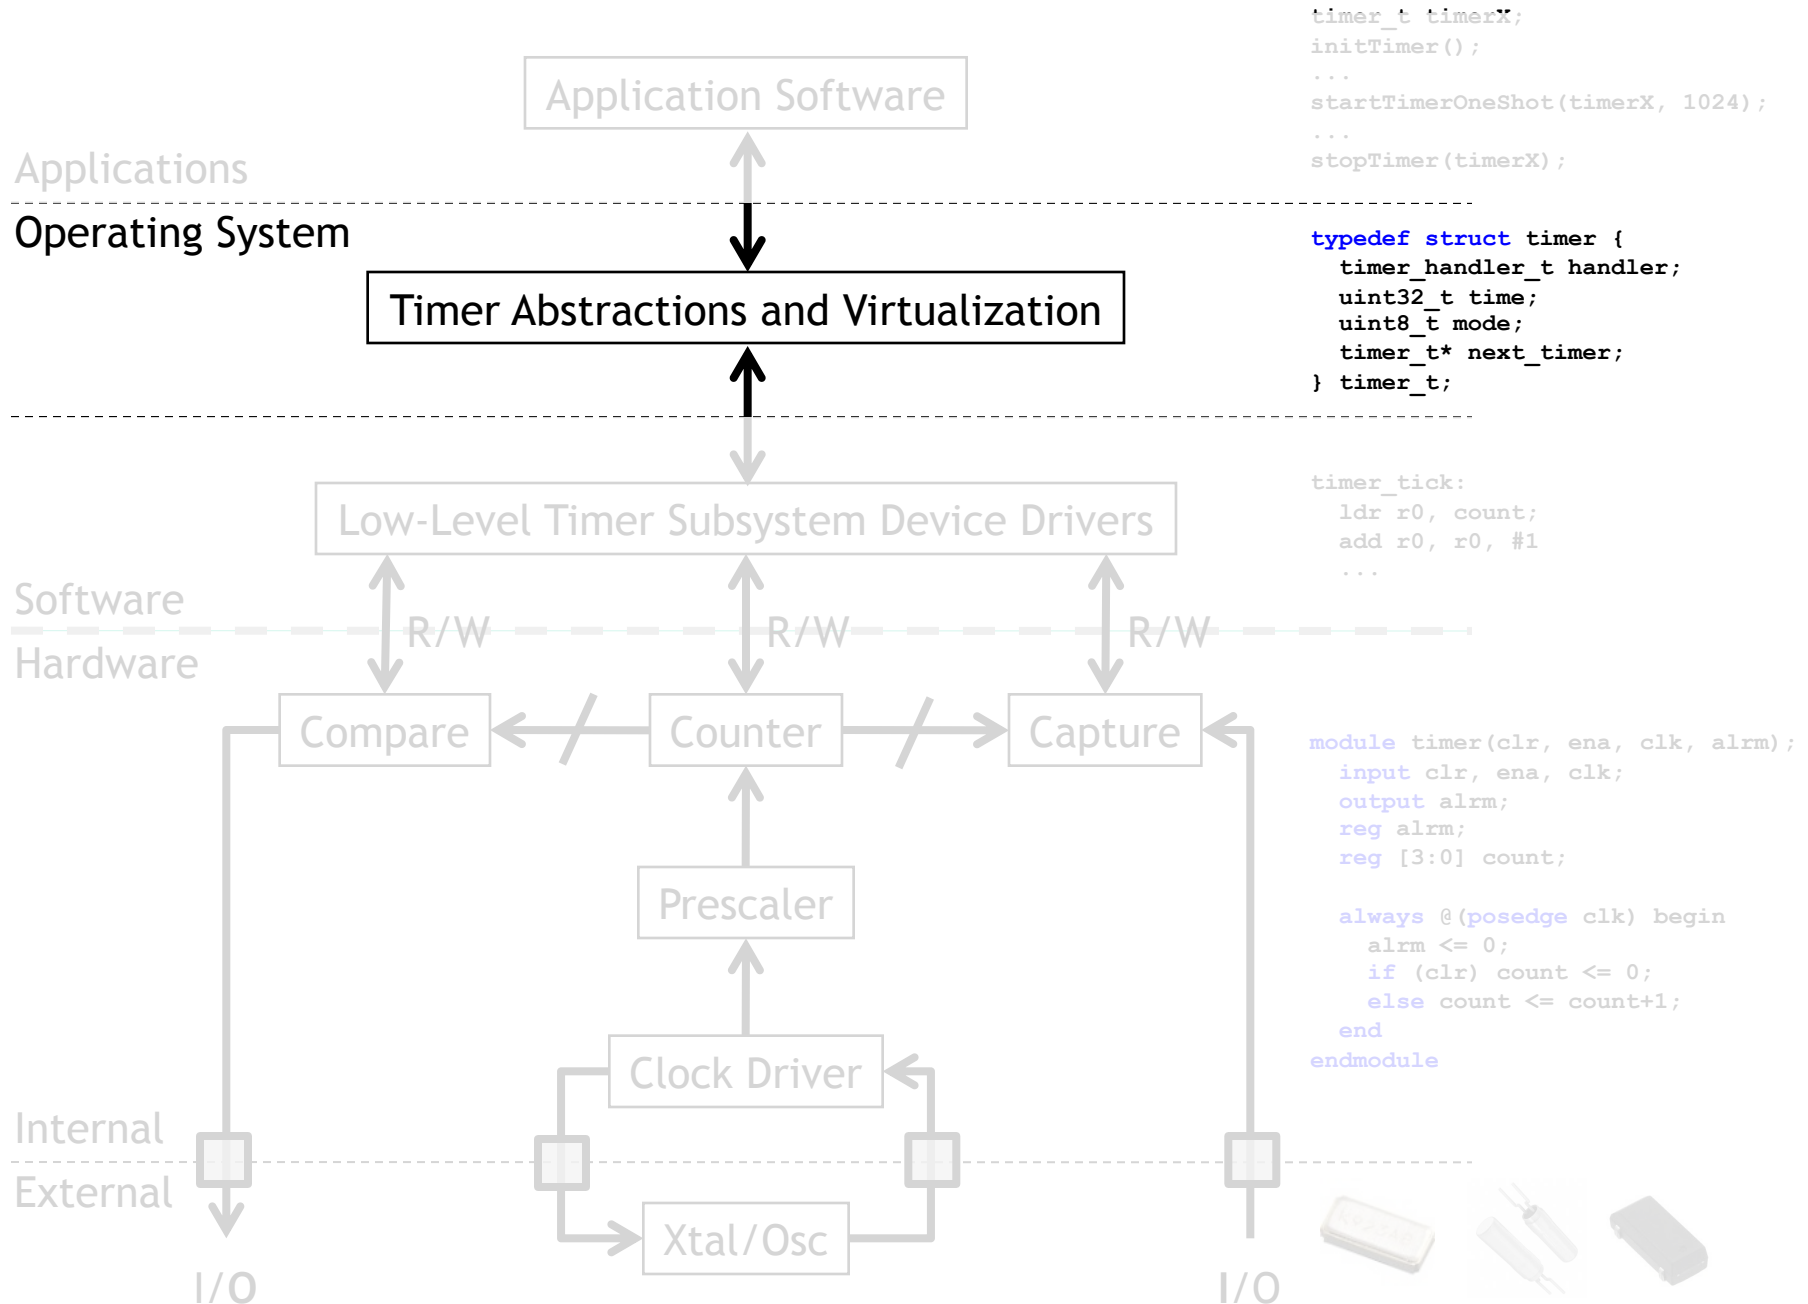 timer_t timerX;
initTimer();
...
startTimerOneShot(timerX, 1024);
...
stopTimer(timerX);
Application Software
Applications
Operating System
Timer Abstractions and Virtualization
typedef struct timer {
timer_handler_t handler;
uint32_t time;
uint8_t mode;
timer_t* next_timer;
} timer_t;
Low-Level Timer Subsystem Device Drivers
timer_tick:
ldr r0, count;
add r0, r0, #1
...
Software
R/W R/W R/W
Hardware
Compare Counter Capture
module timer(clr, ena, clk, alrm);
input clr, ena, clk;
output alrm;
reg alrm;
reg [3:0] count;
always @(posedge clk) begin
alrm <= 0;
if (clr) count <= 0;
else count <= count+1;
end
endmodule
Prescaler
Clock Driver
Internal
External
Xtal/Osc
I/O I/O